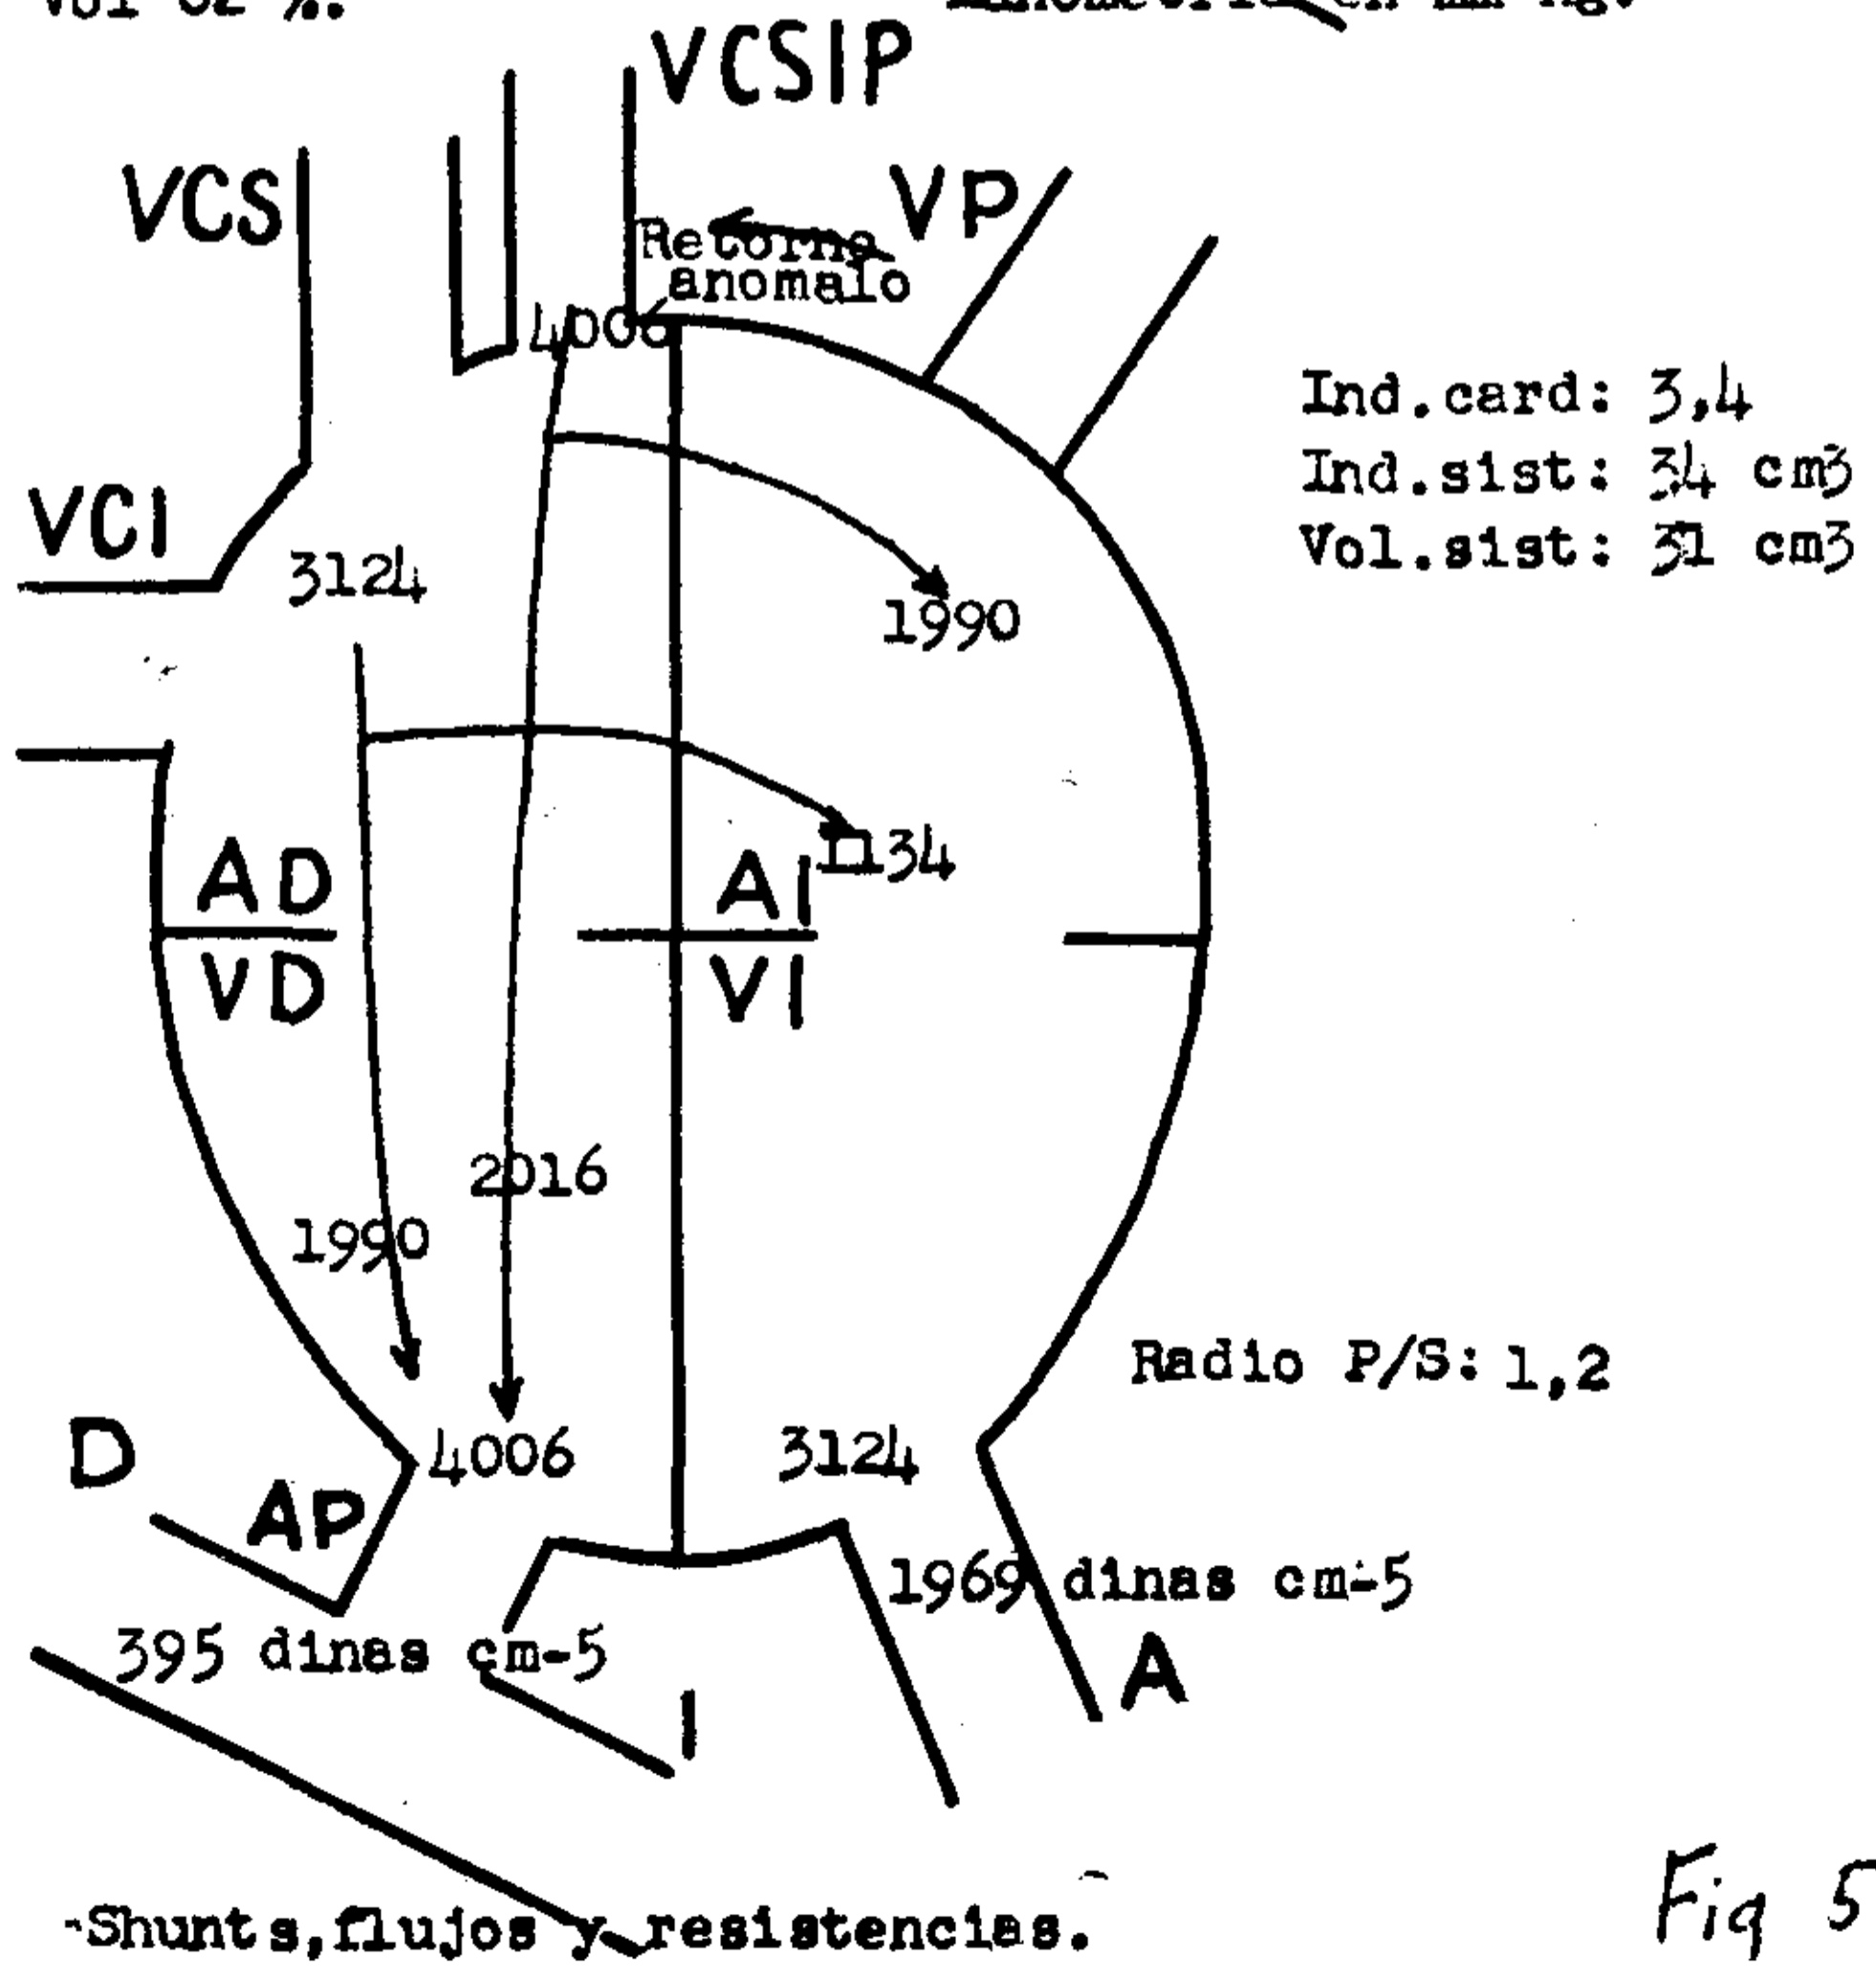 VCSIP
VCS
VP
Retorno
anomalo
4006
Ind.card: 3,4
Ind.sist: 34 cm3
Vol.sist: 31 cm3
VCI
3124
1990
1134
AD
AI
VD
VI
2016
1990
Radio P/S: 1,2
D
4006
3124
AP
1969 dinas cm-5
395 dinas cm-5
A
I
-Shunts,flujos y resistencias.
Fig 5